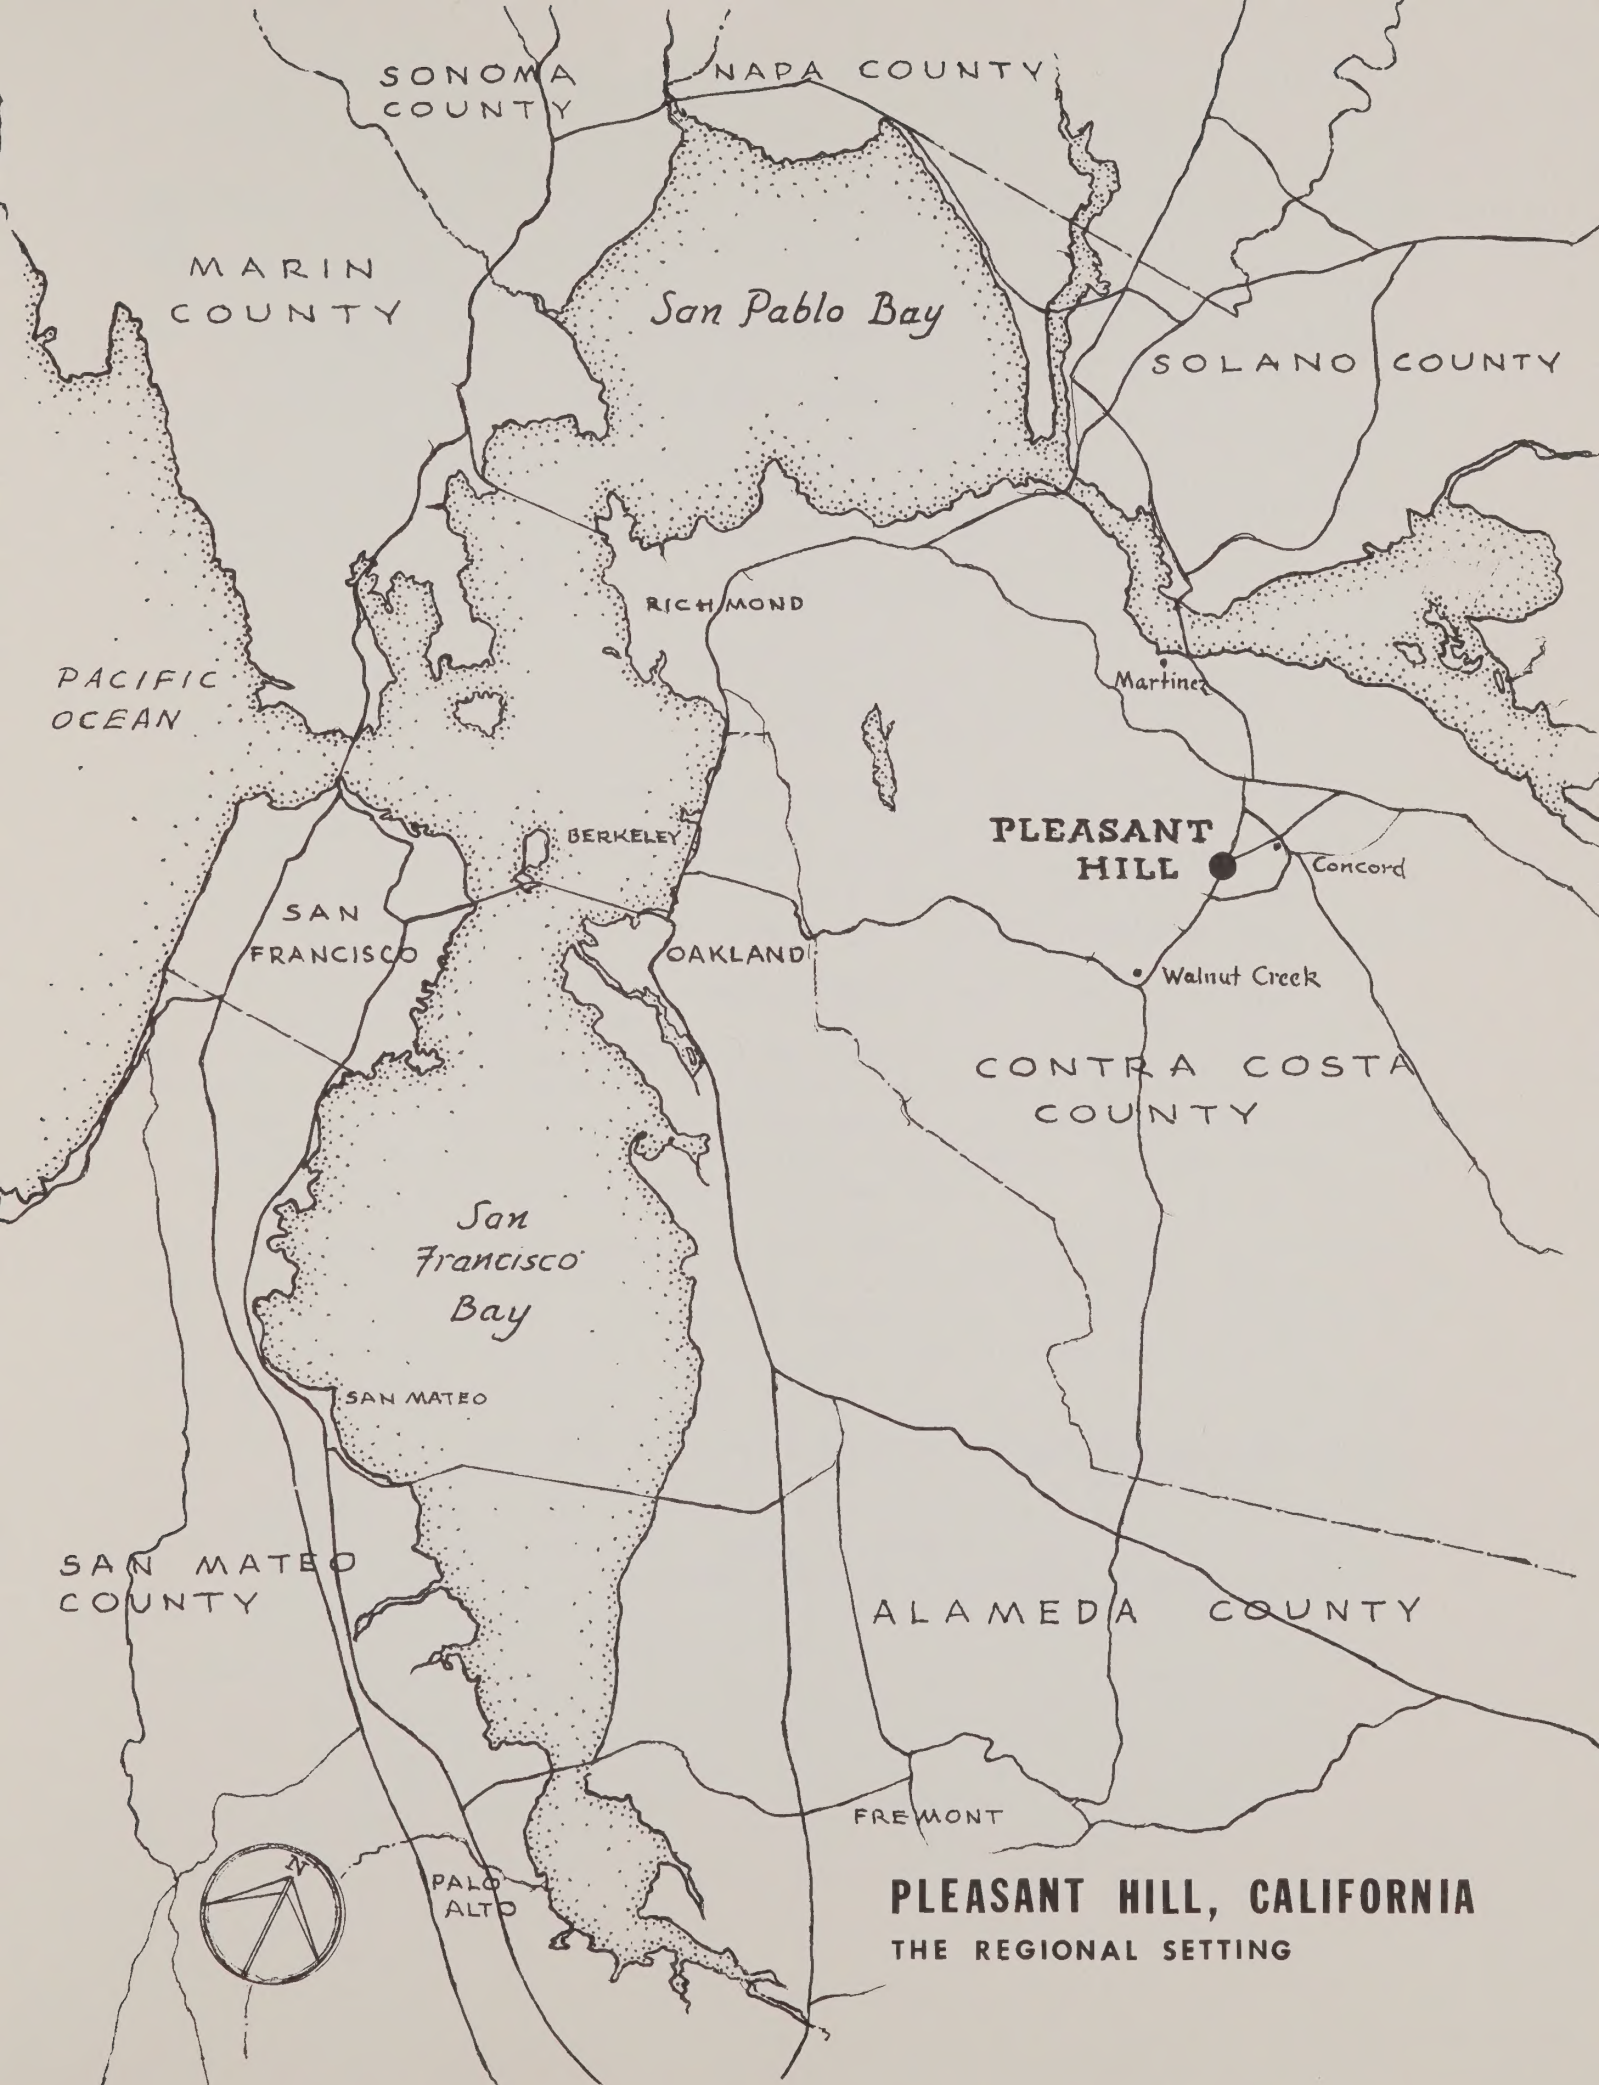 SONOMA
COUNTY
NAPA COUNTY
MARIN
COUNTY
San Pablo Bay
SOLANO COUNTY
RICHMOND
PACIFIC
OCEAN
Martinez
PLEASANT
HILL
BERKELEY
Concord
SAN
FRANCISCO
OAKLAND
Walnut Creek
CONTRA COSTA
COUNTY
San
Francisco
Bay
SAN MATEO
SAN MATEO
COUNTY
ALAMEDA COUNTY
FREMONT
N
PALO
ALTO
PLEASANT HILL, CALIFORNIA
THE REGIONAL SETTING